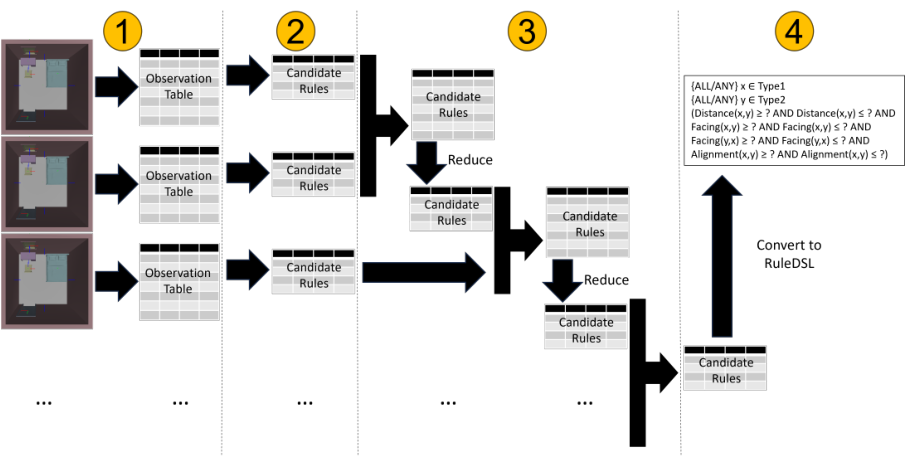 1
2
3
4
Observation
Table
Candidate
Rules
Candidate
Rules
Reduce
{ALL/ANY} x ∈ Type1
{ALL/ANY} y ∈ Type2
(Distance(x,y) ≥ ? AND Distance(x,y) ≤ ? AND
Facing(x,y) ≥ ? AND Facing(x,y) ≤ ? AND
Facing(y,x) ≥ ? AND Facing(y,x) ≤ ? AND
Alignment(x,y) ≥ ? AND Alignment(x,y) ≤ ?)
Observation
Table
Candidate
Rules
Candidate
Rules
Candidate
Rules
Observation
Table
Candidate
Rules
Reduce
Convert to
RuleDSL
Candidate
Rules
Candidate
Rules
...
...
...
...
...